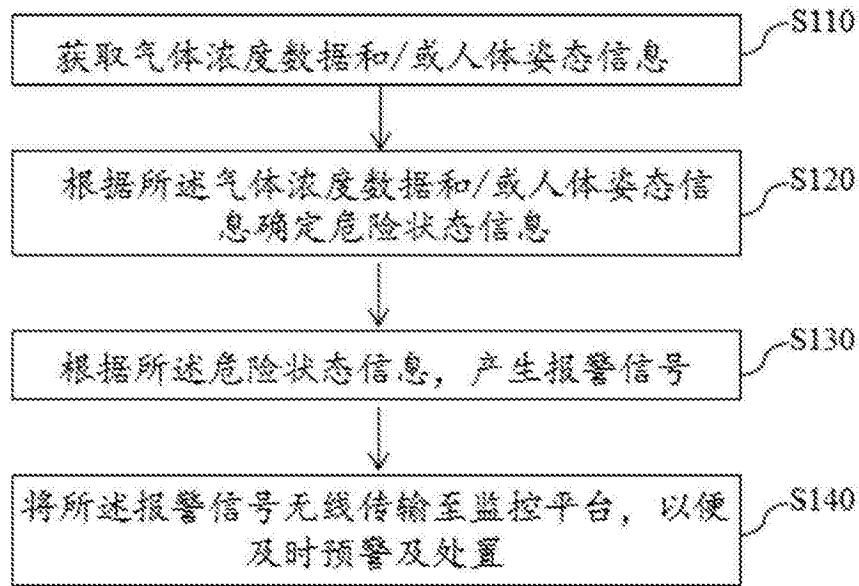 S110
获取气体浓度数据和/或人体姿态信息
S120
根据所述气体浓度数据和/或人体姿态信
息确定危险状态信息
S130
根据所述危险状态信息，产生报警信号
S140
将所述报警信号无线传输至监控平台，以便
及时预警及处置